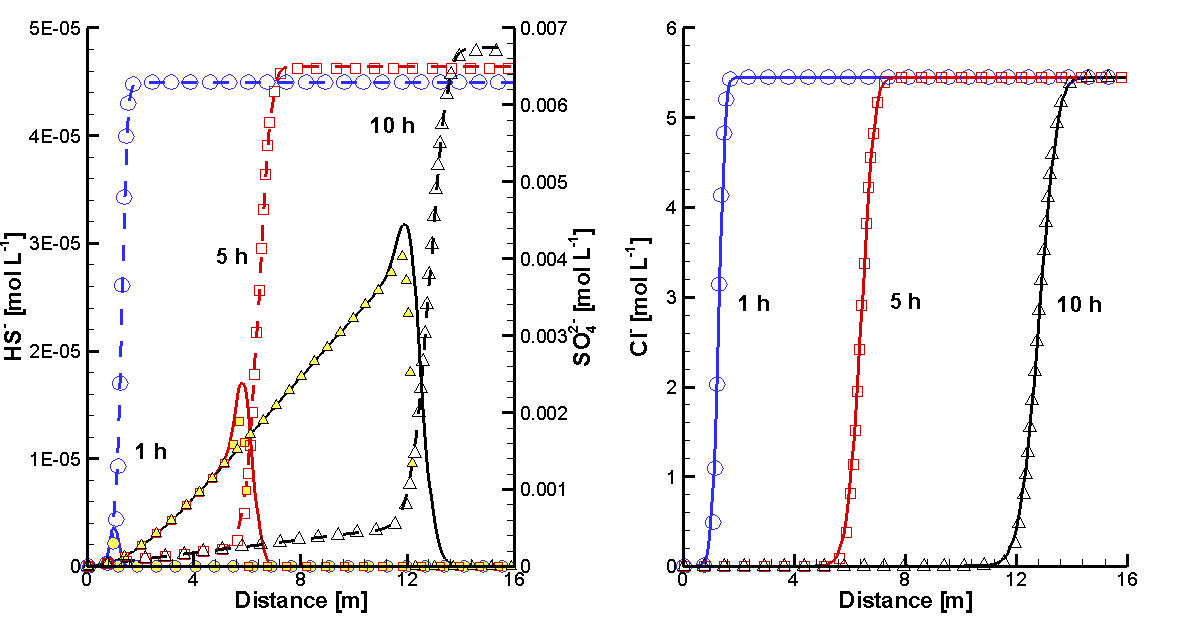 5E-05
4E-05
3E-05
2E-05
1E-05
0
HS⁻ [mol L⁻¹]
0 4 8 12 16
Distance [m]
1 h
5 h
10 h
0.007
0.006
0.005
0.004
0.003
0.002
0.001
0
SO₄²⁻ [mol L⁻¹]
6
5
4
3
2
1
0
Cl⁻ [mol L⁻¹]
1 h
5 h
10 h
0 4 8 12 16
Distance [m]